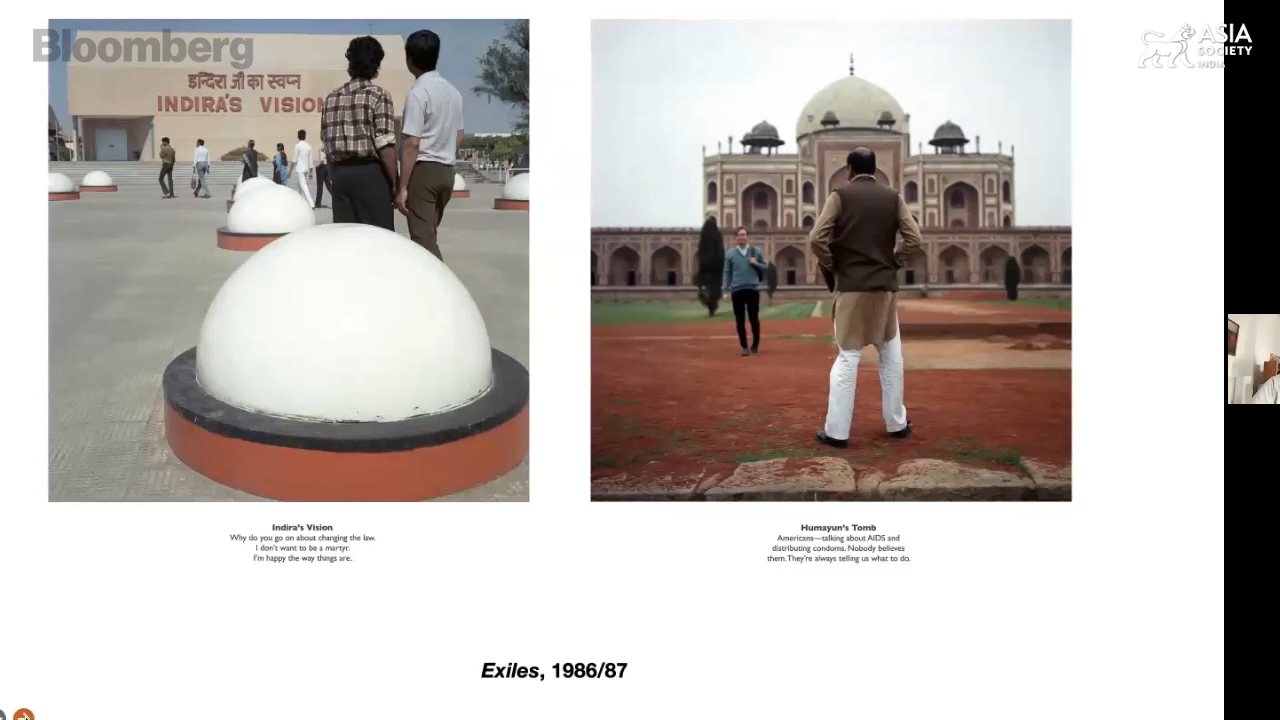 Bloomberg
ASIA
SOCIETY
INDIA
इन्दिरा जी का स्वप्न
INDIRA'S VISION
Indira's Vision
Why do you go on about changing the law.
I don't want to be a martyr.
I'm happy the way things are.
Humayun's Tomb
Americans—talking about AIDS and
distributing condoms. Nobody believes
them. They're always telling us what to do.
Exiles, 1986/87